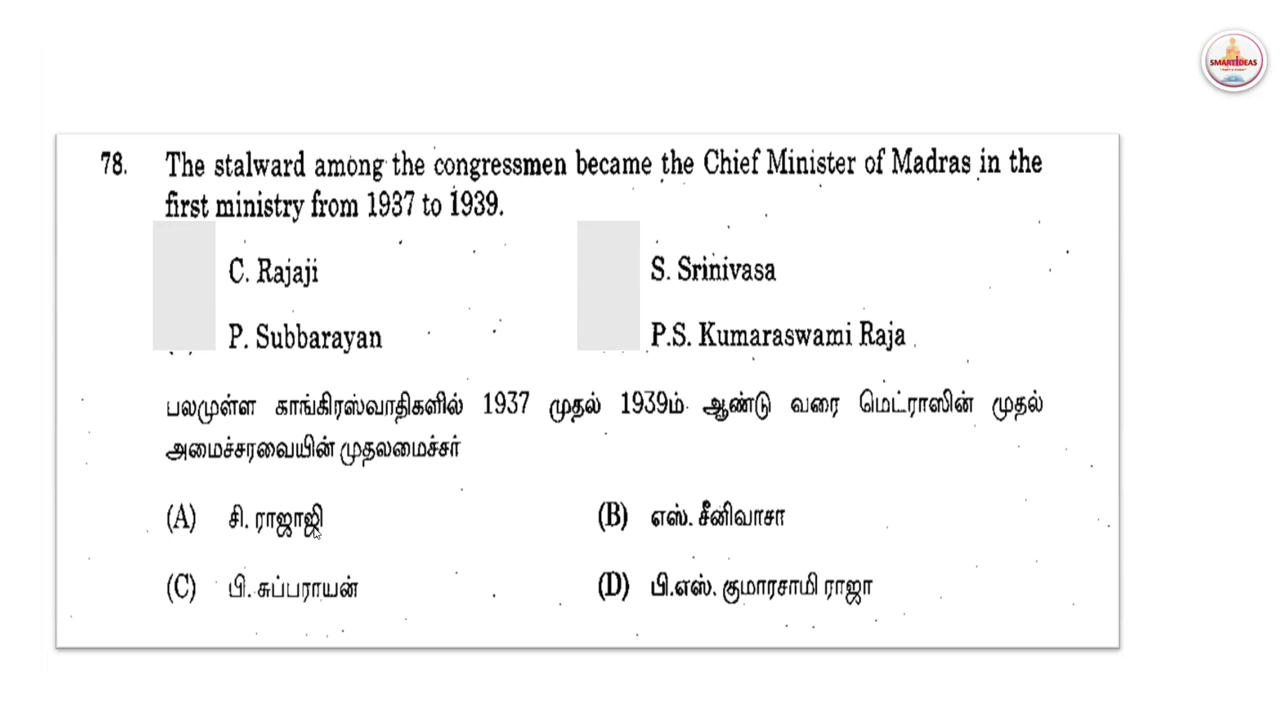 SMARTIDEAS
78. The stalward among the congressmen became the Chief Minister of Madras in the
first ministry from 1937 to 1939.
C. Rajaji S. Srinivasa
P. Subbarayan P.S. Kumaraswami Raja
பலமுள்ள காங்கிரஸ்வாதிகளில் 1937 முதல் 1939ம் ஆண்டு வரை மெட்ராஸின் முதல்
அமைச்சரவையின் முதலமைச்சர்
(A) சி. ராஜாஜி (B) எஸ். சீனிவாசா
(C) பி. சுப்பராயன் (D) பி.எஸ். குமாரசாமி ராஜா